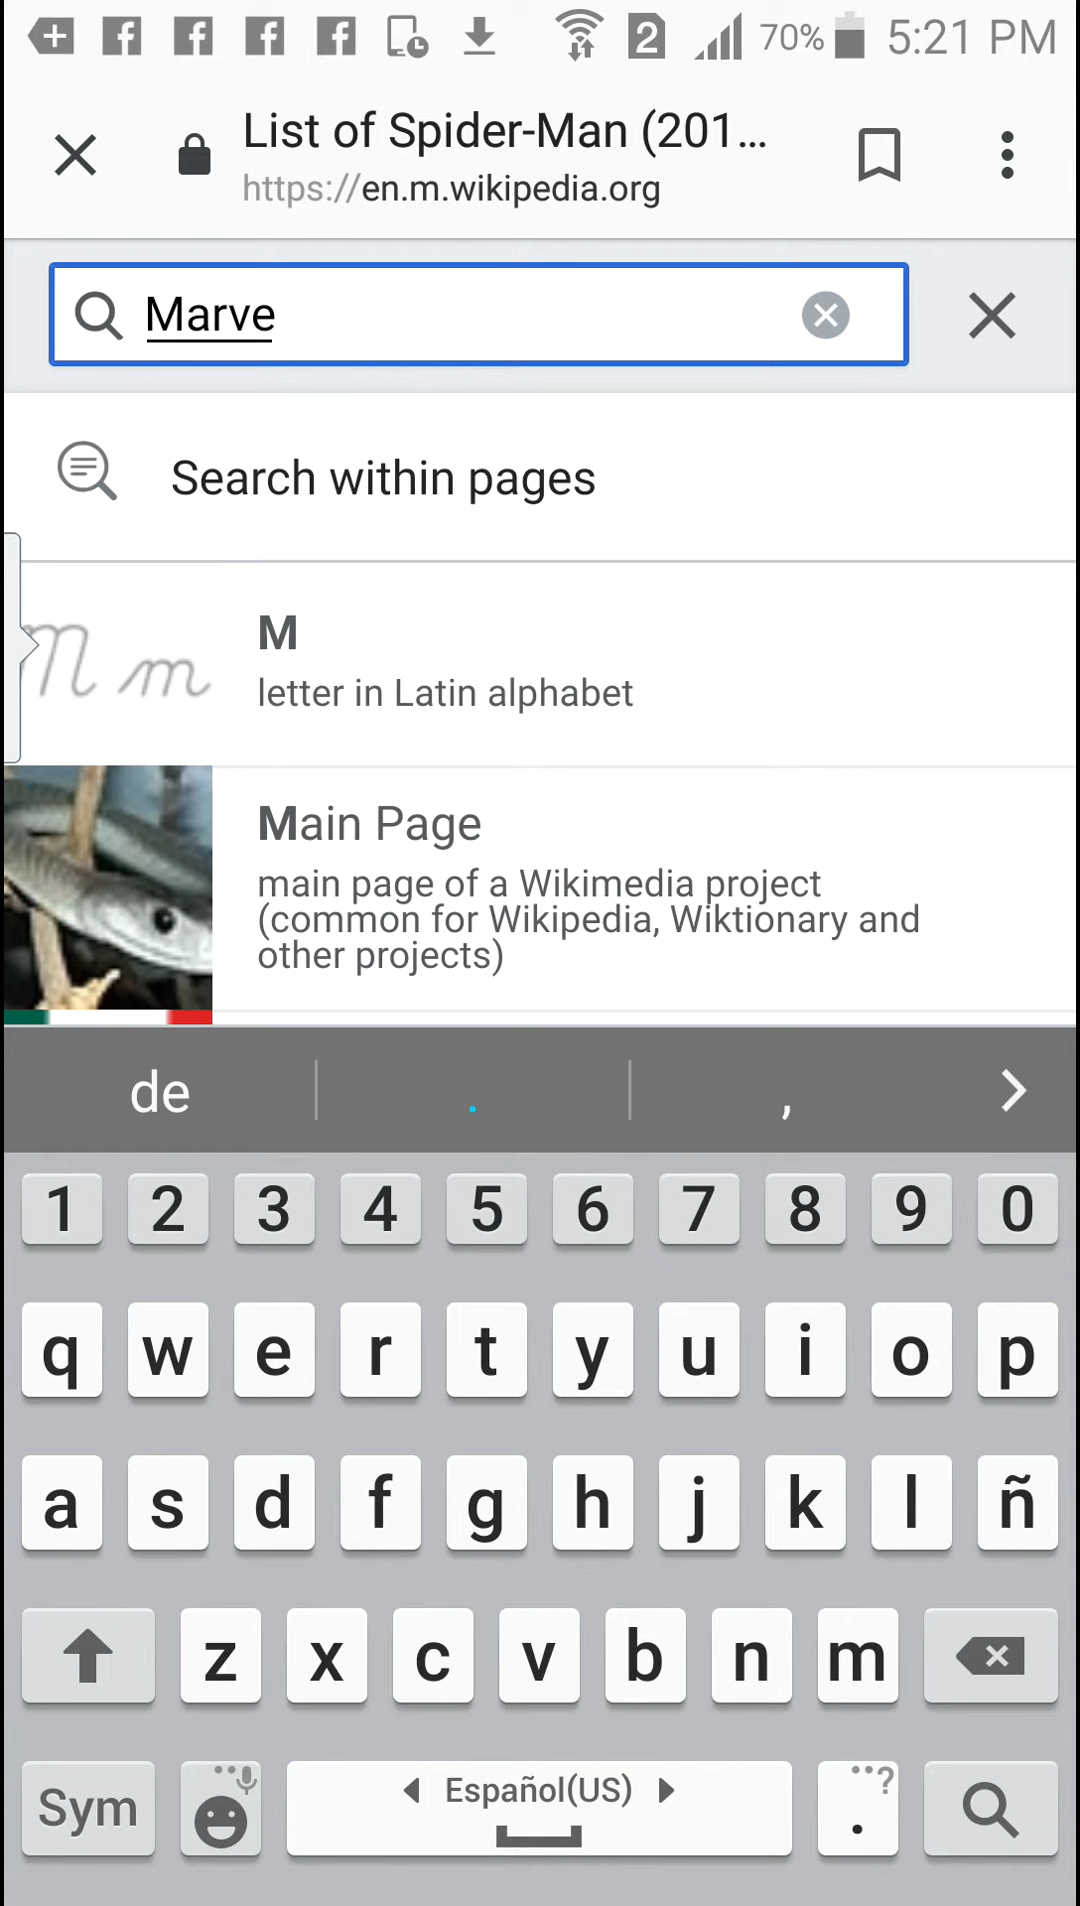 2 70% 5:21 PM
List of Spider-Man (201...
https://en.m.wikipedia.org
Marve
Search within pages
M m
M
letter in Latin alphabet
Main Page
main page of a Wikimedia project
(common for Wikipedia, Wiktionary and
other projects)
de . ,
1 2 3 4 5 6 7 8 9 0
q w e r t y u i o p
a s d f g h j k l ñ
z x c v b n m
Sym Español(US) . ?